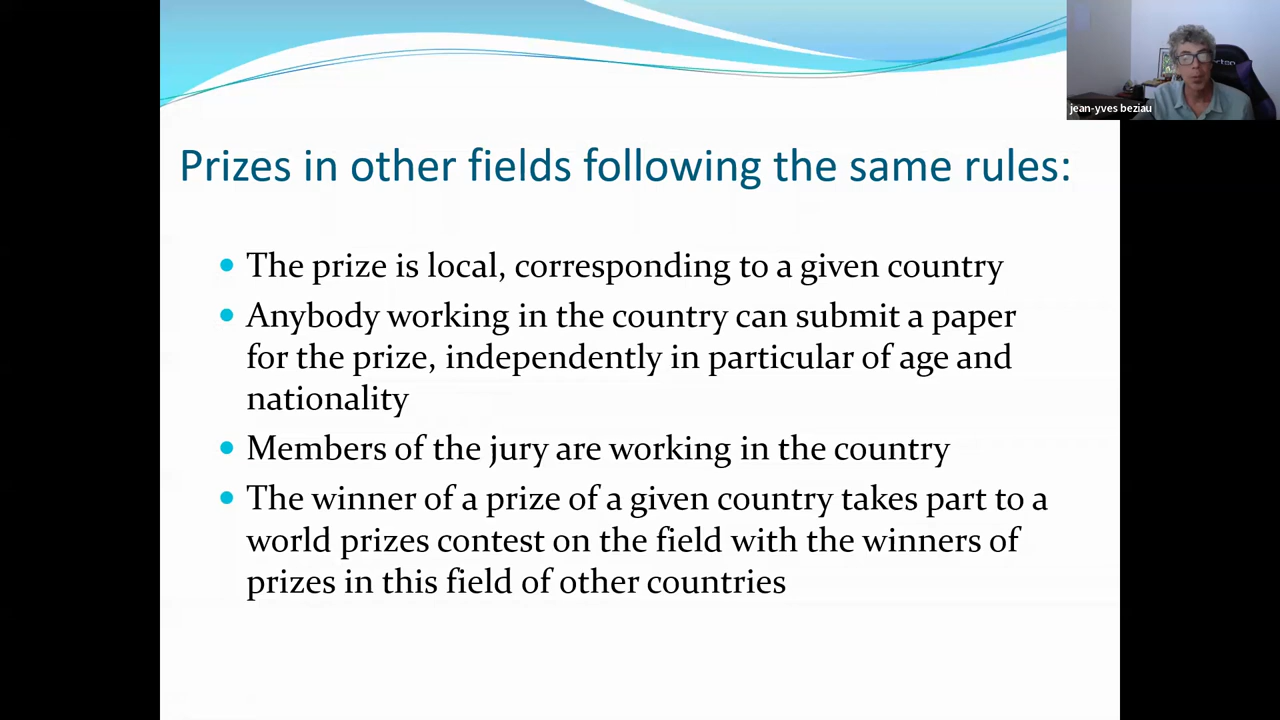 jean-yves beziau
Prizes in other fields following the same rules:
• The prize is local, corresponding to a given country
• Anybody working in the country can submit a paper
for the prize, independently in particular of age and
nationality
• Members of the jury are working in the country
• The winner of a prize of a given country takes part to a
world prizes contest on the field with the winners of
prizes in this field of other countries